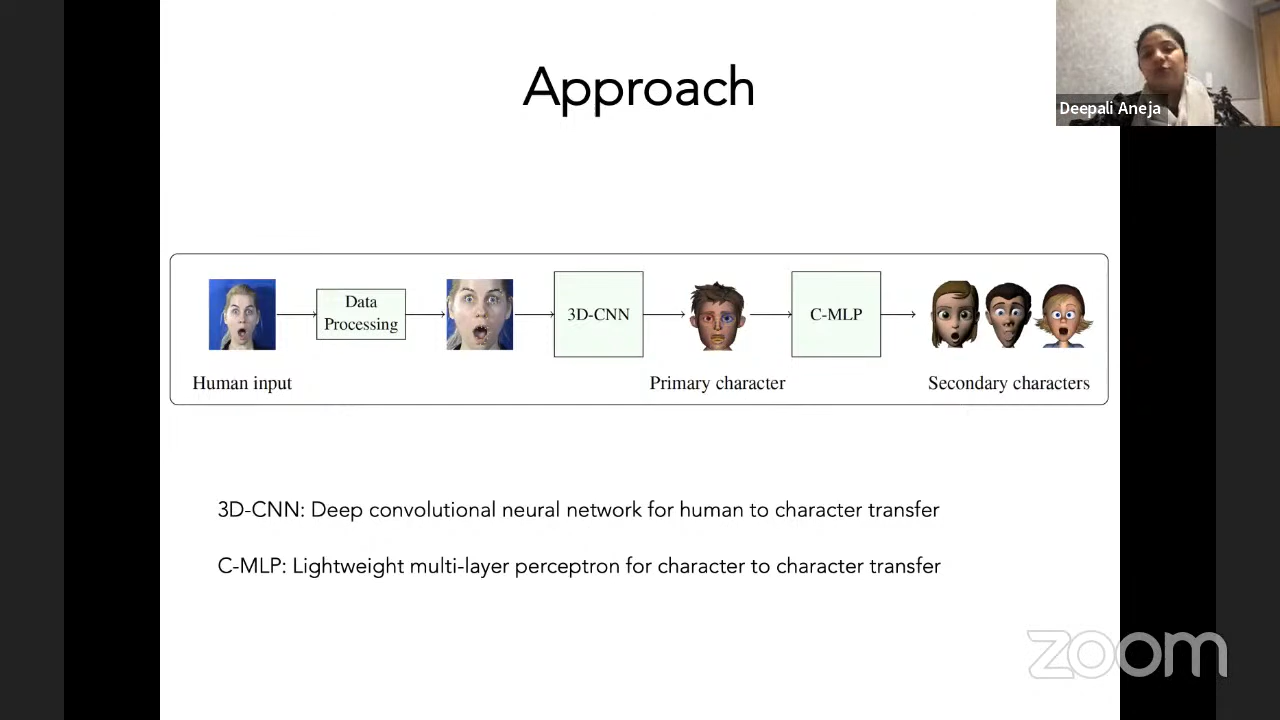 Approach
Deepali Aneja
Data
Processing
3D-CNN
C-MLP
Human input
Primary character
Secondary characters
3D-CNN: Deep convolutional neural network for human to character transfer
C-MLP: Lightweight multi-layer perceptron for character to character transfer
zoom